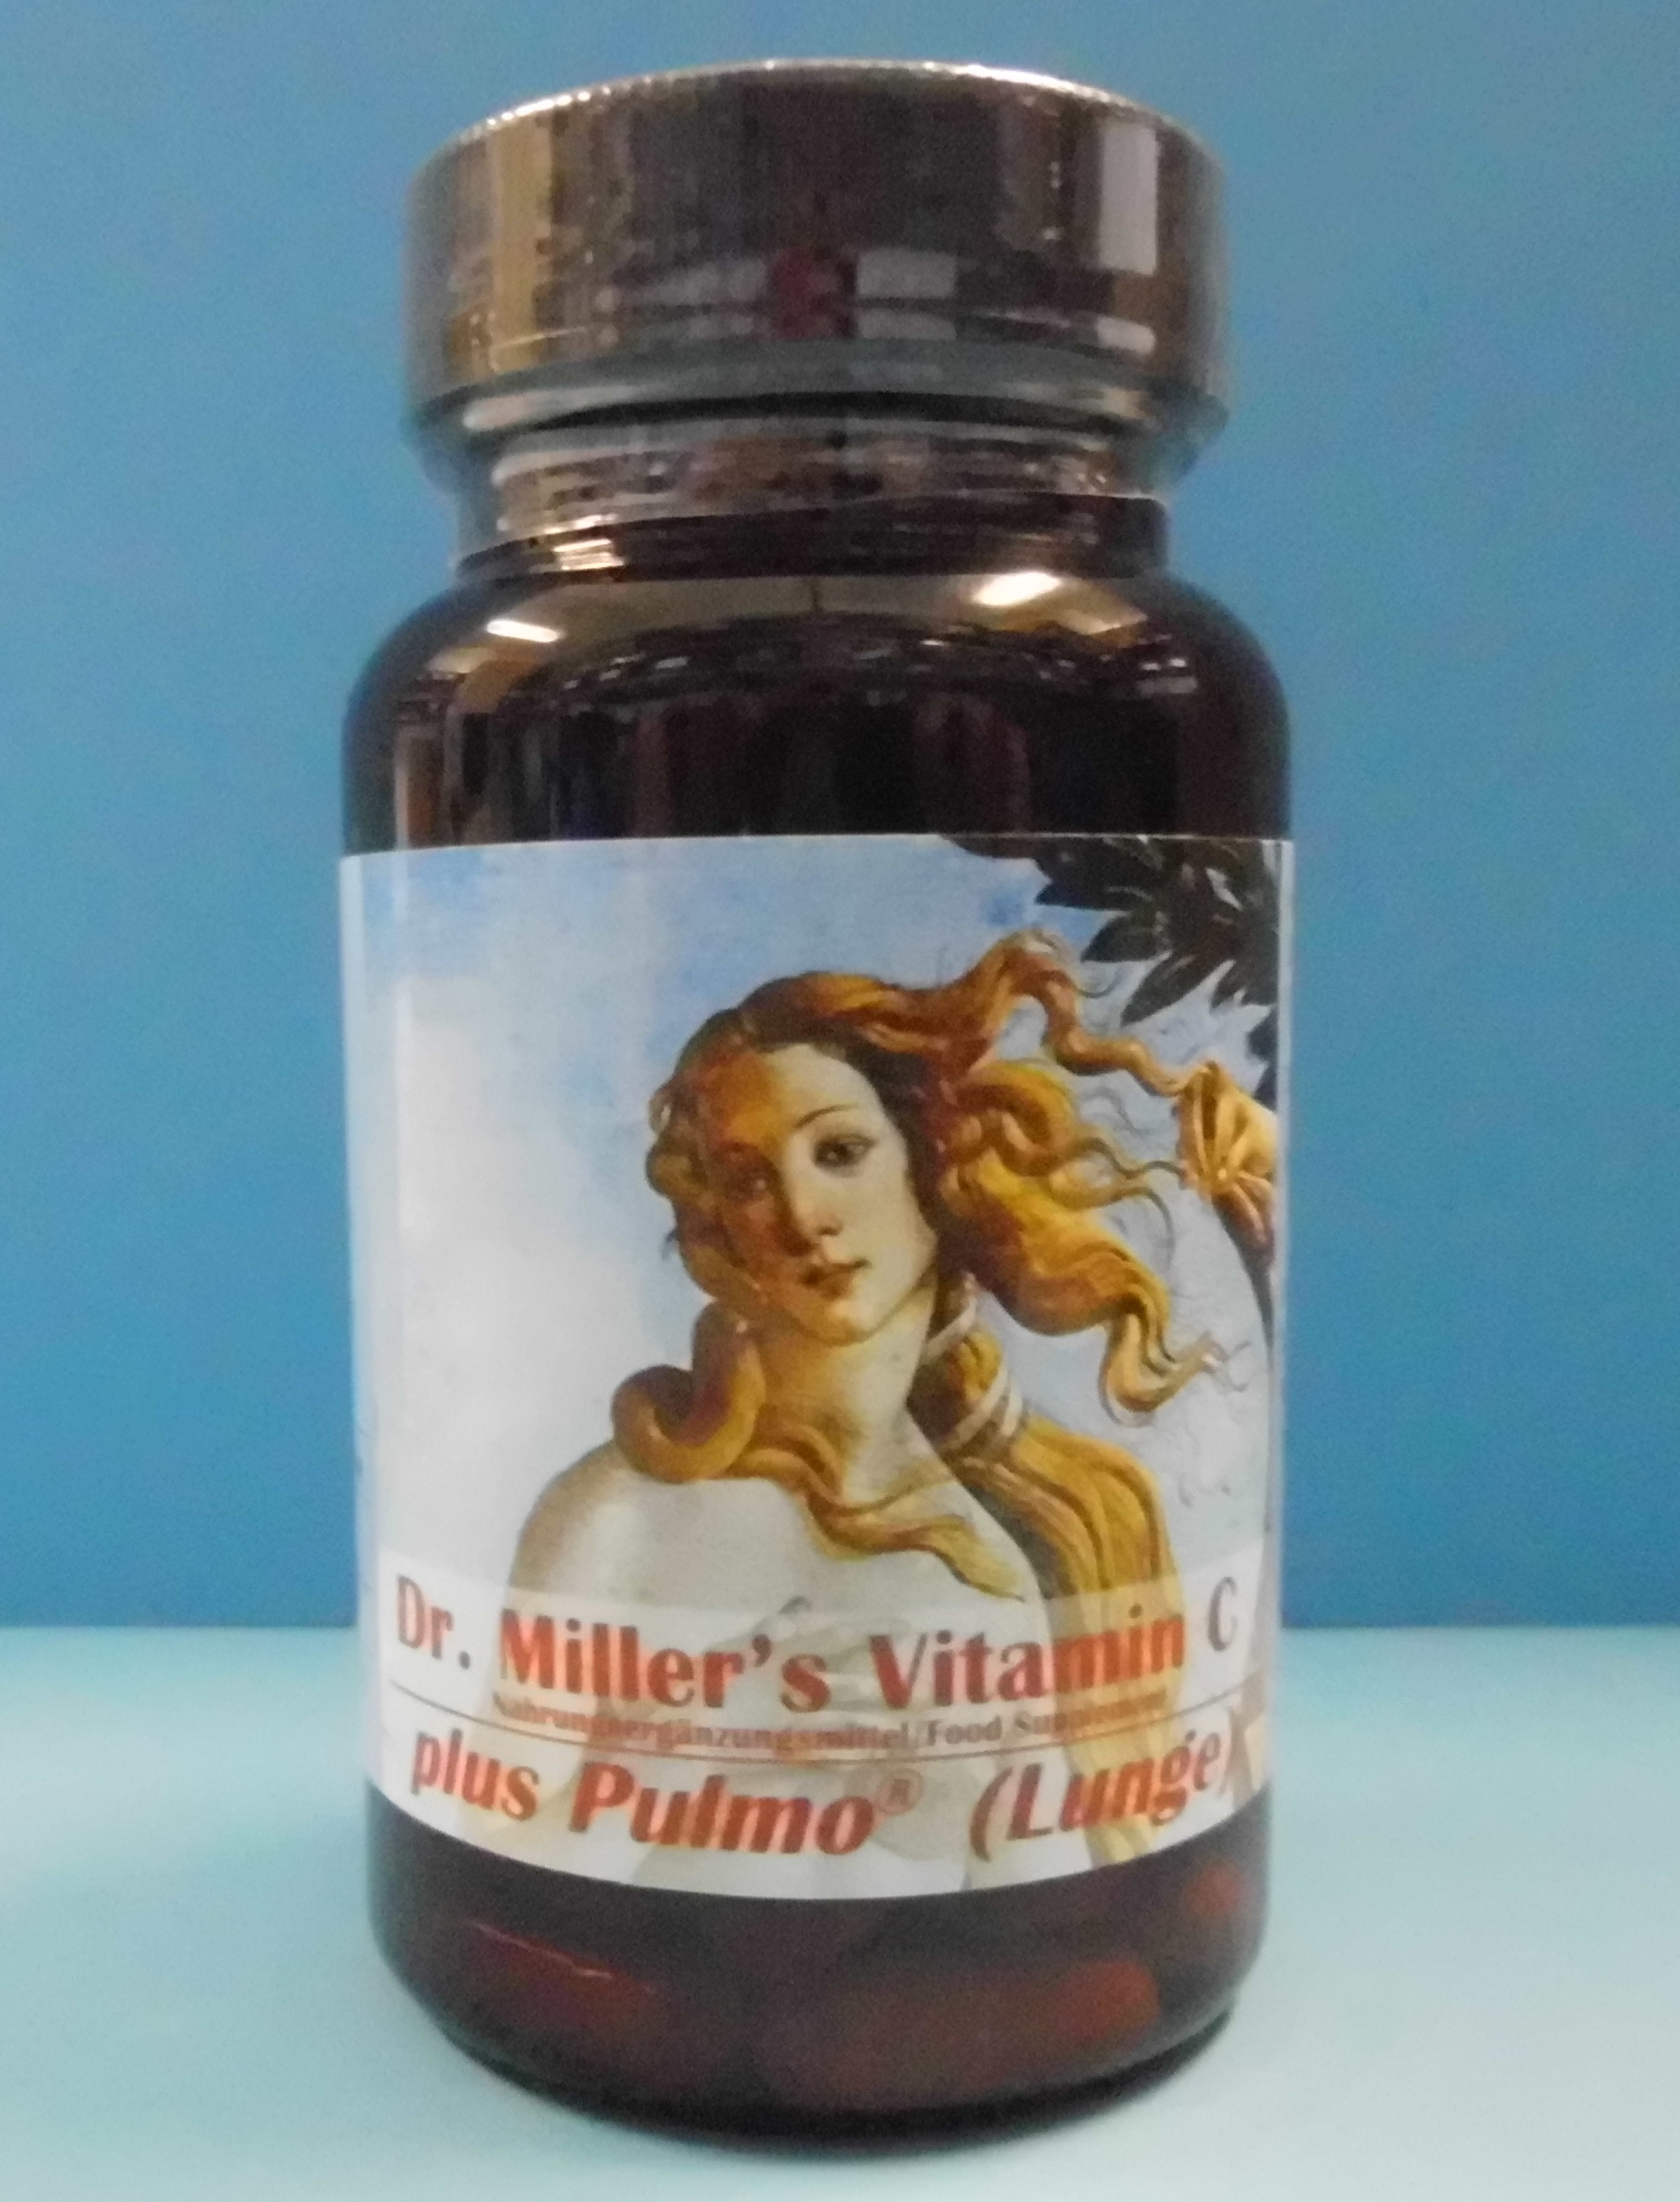 Dr. Miller's Vitamin C
Nahrungsergänzungsmittel/Food Supplement
plus Pulmo® (Lunge)